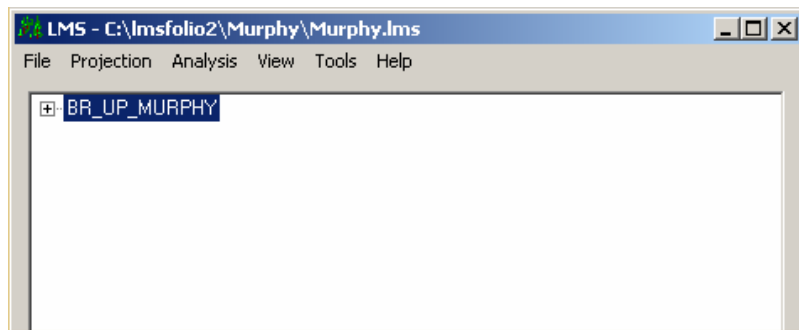 LMS - C:\lmsfolio2\Murphy\Murphy.lms
File Projection Analysis View Tools Help
BR_UP_MURPHY